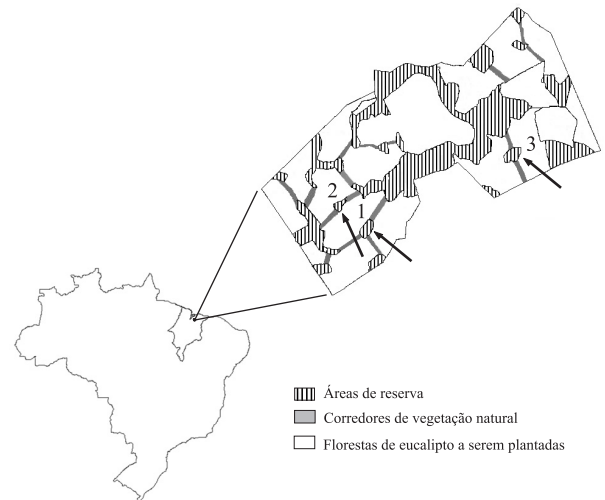 3
2
1
Áreas de reserva
Corredores de vegetação natural
Florestas de eucalipto a serem plantadas